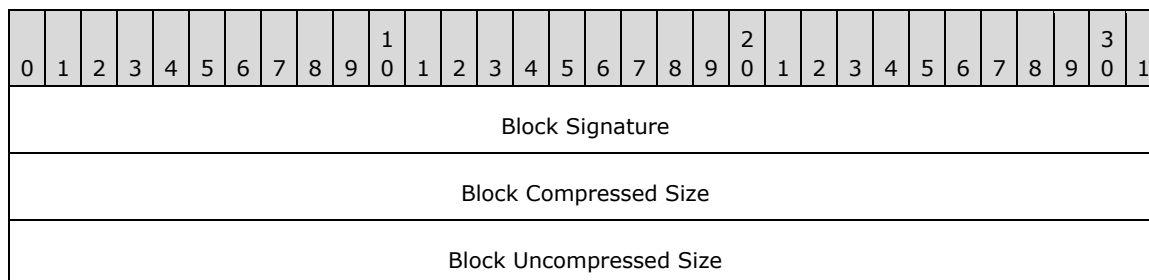 1 2 3
0 1 2 3 4 5 6 7 8 9 0 1 2 3 4 5 6 7 8 9 0 1 2 3 4 5 6 7 8 9 0 1
Block Signature
Block Compressed Size
Block Uncompressed Size